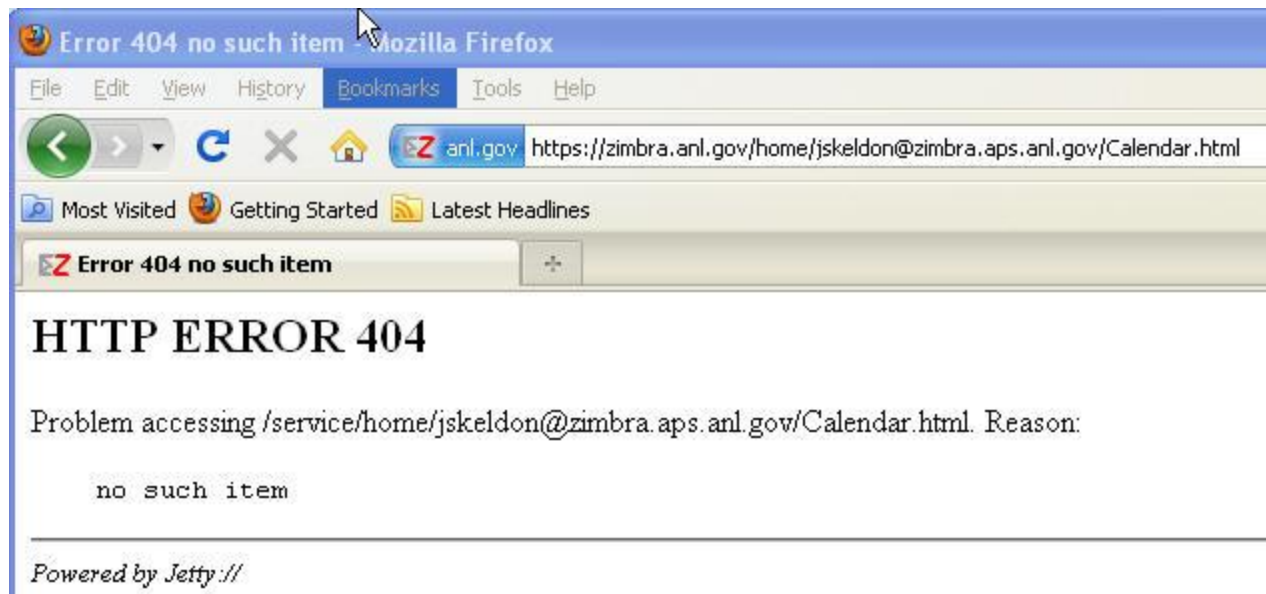 Error 404 no such item - Mozilla Firefox
File Edit View History Bookmarks Tools Help
Z anl.gov https://zimbra.anl.gov/home/jskeldon@zimbra.aps.anl.gov/Calendar.html
Most Visited Getting Started Latest Headlines
Z Error 404 no such item
HTTP ERROR 404
Problem accessing /service/home/jskeldon@zimbra.aps.anl.gov/Calendar.html. Reason:
no such item
Powered by Jetty://